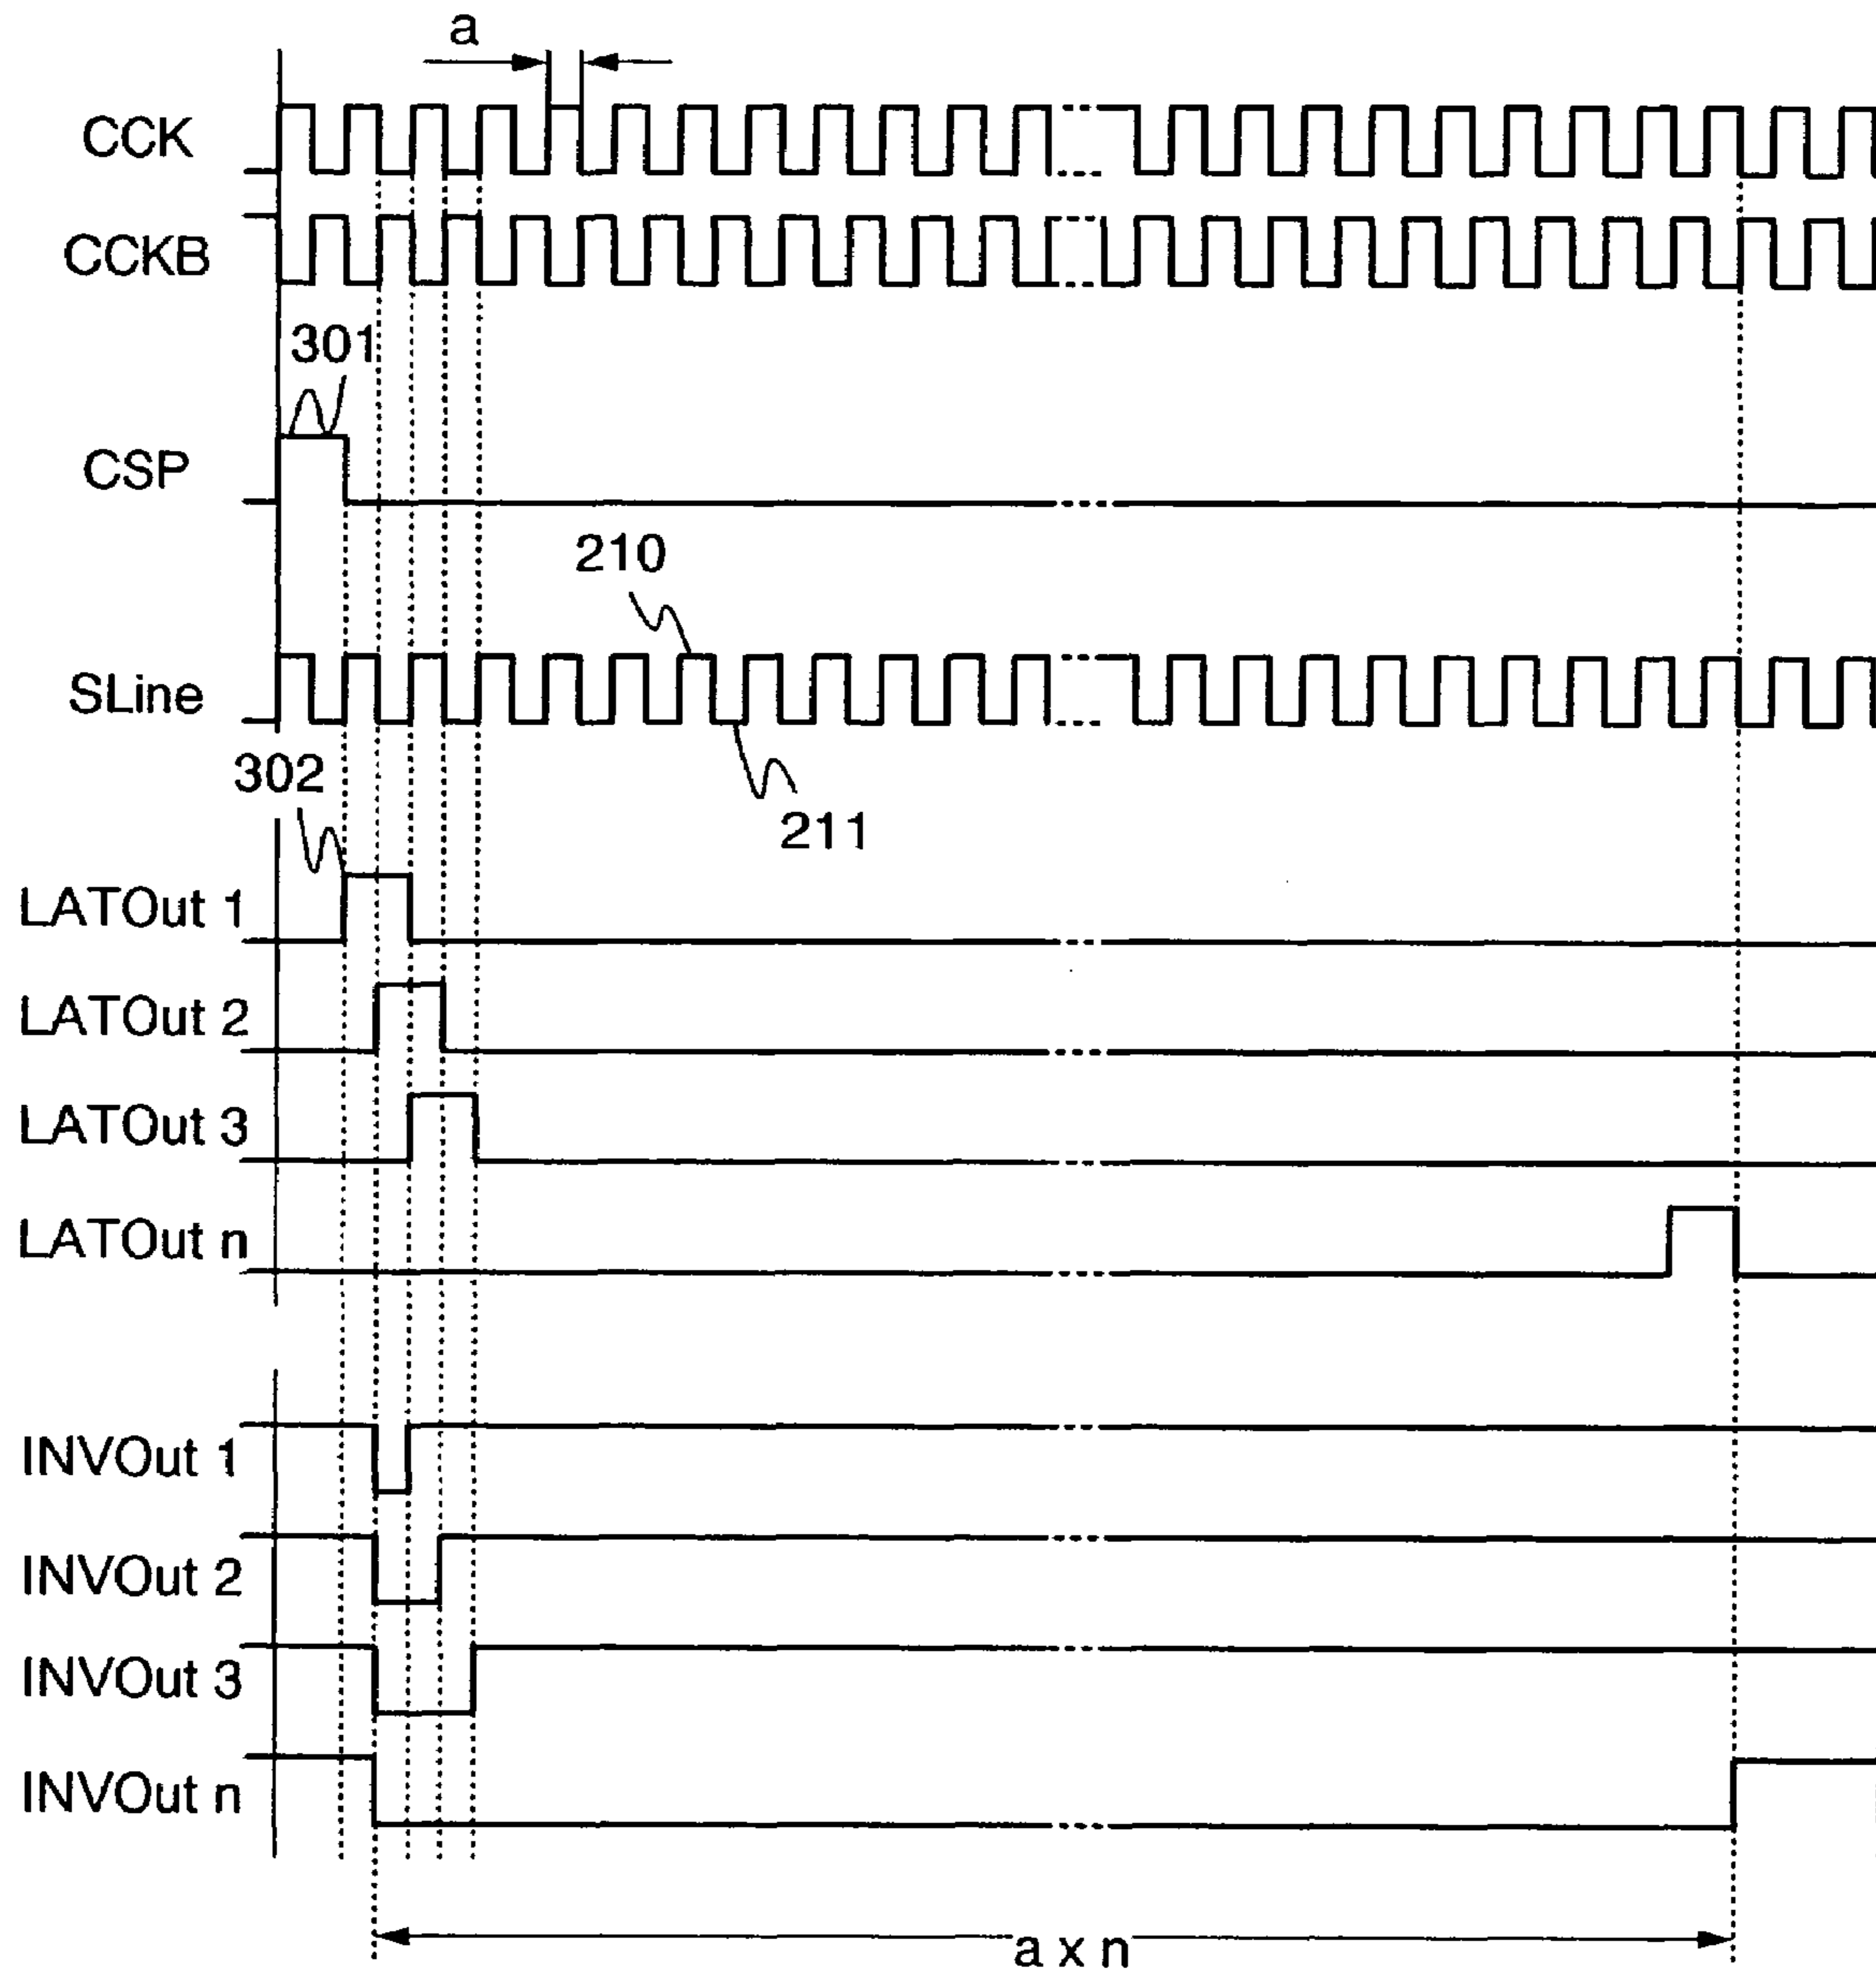 a
CCK
CCKB
301
CSP
210
SLine
302
211
LATOut 1
LATOut 2
LATOut 3
LATOut n
INVOut 1
INVOut 2
INVOut 3
INVOut n
a x n